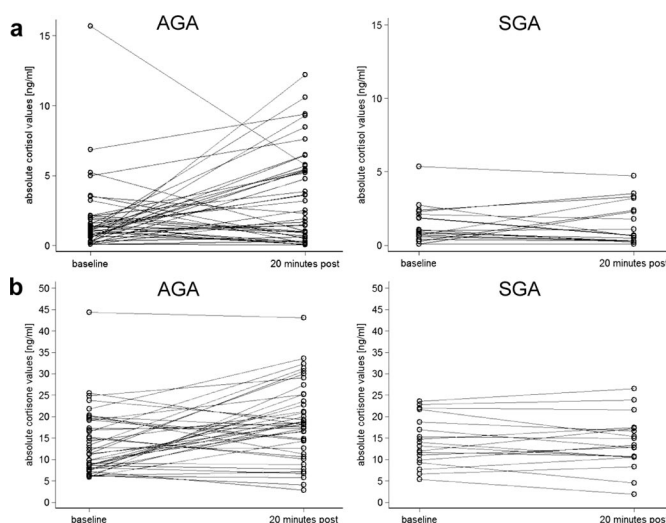 a
AGA
SGA
absolute cortisol values [ng/ml]
15
10
5
0
baseline
20 minutes post
absolute cortisol values [ng/ml]
15
10
5
0
baseline
20 minutes post
b
AGA
SGA
absolute cortisone values [ng/ml]
50
45
40
35
30
25
20
15
10
5
0
baseline
20 minutes post
absolute cortisone values [ng/ml]
50
45
40
35
30
25
20
15
10
5
0
baseline
20 minutes post